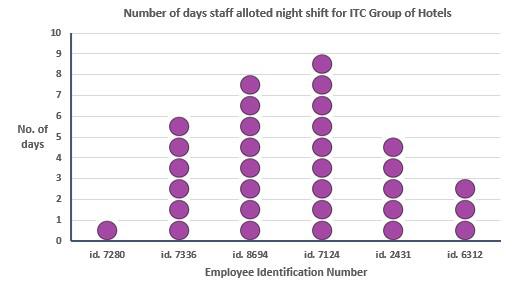 Number of days staff alloted night shift for ITC Group of Hotels
10
9
8
7
6
5
4
3
2
1
0
No. of
days
id. 7280 id. 7336 id. 8694 id. 7124 id. 2431 id. 6312
Employee Identification Number